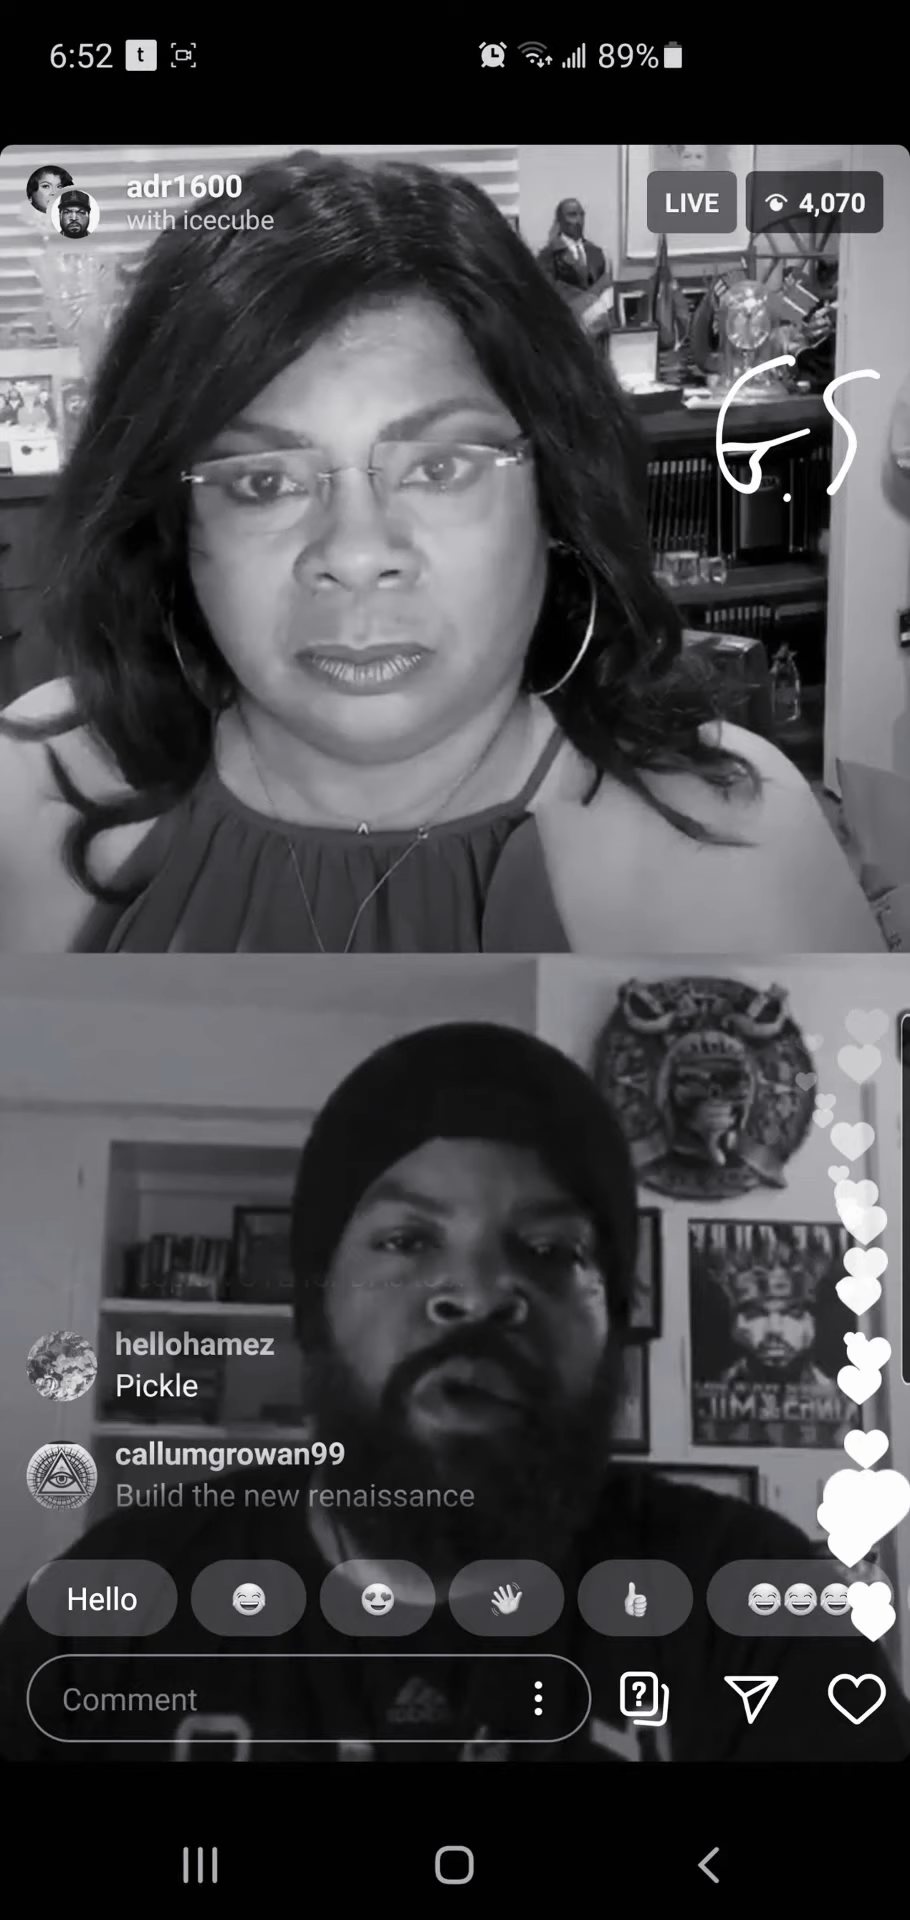 6:52 t 89%
adr1600
with icecube
LIVE 4,070
G.S
hellohamez
Pickle
callumgrowan99
Build the new renaissance
Hello
Comment